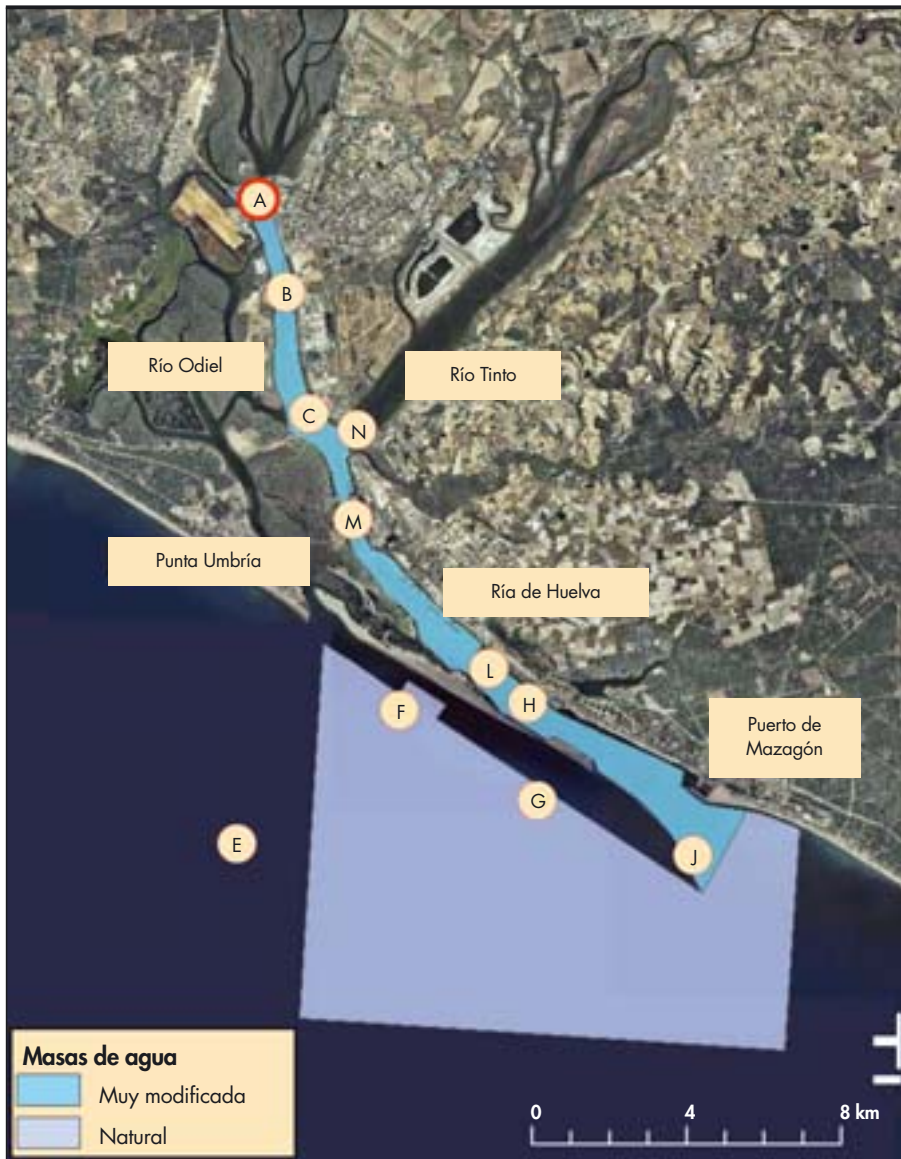 A
B
Río Odiel
Río Tinto
C
N
M
Punta Umbría
Ría de Huelva
L
H
F
Puerto de
Mazagón
G
E
J
Masas de agua
Muy modificada
Natural
0 4 8 km